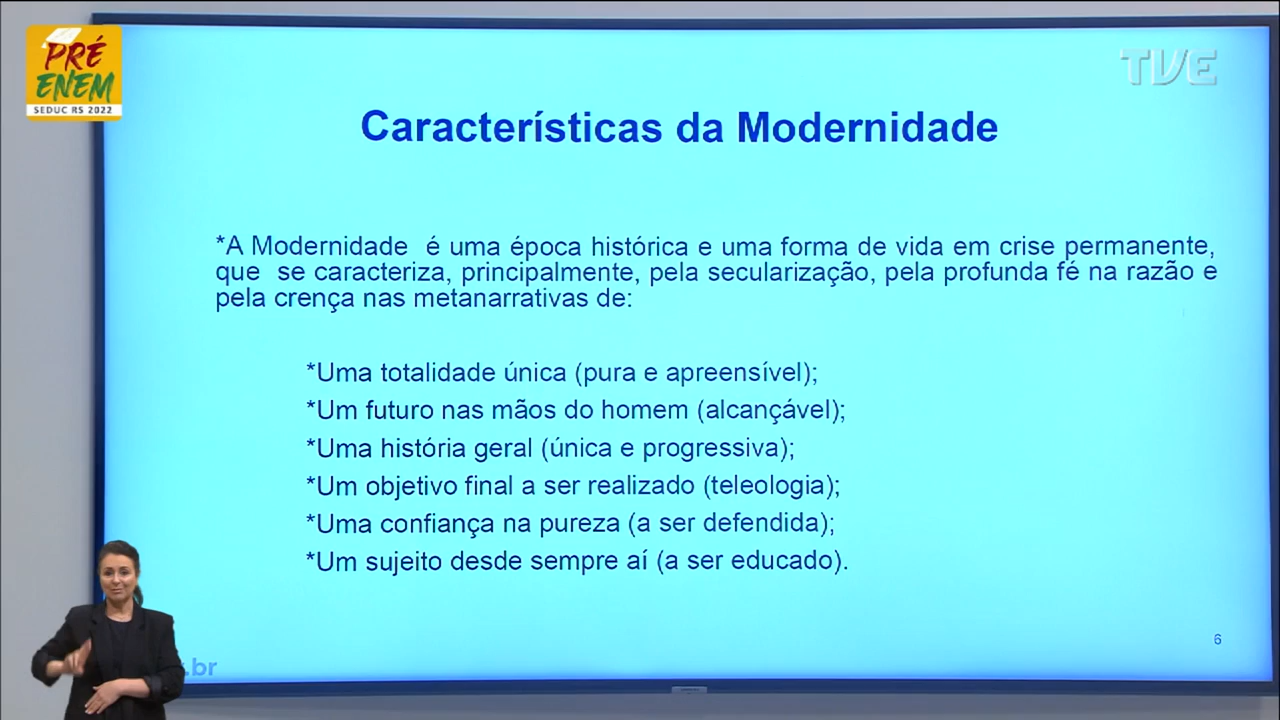 PRÉ
ENEM
SEDUC RS 2022
TVE
Características da Modernidade
*A Modernidade é uma época histórica e uma forma de vida em crise permanente,
que se caracteriza, principalmente, pela secularização, pela profunda fé na razão e
pela crença nas metanarrativas de:
*Uma totalidade única (pura e apreensível);
*Um futuro nas mãos do homem (alcançável);
*Uma história geral (única e progressiva);
*Um objetivo final a ser realizado (teleologia);
*Uma confiança na pureza (a ser defendida);
*Um sujeito desde sempre aí (a ser educado).
6
.br